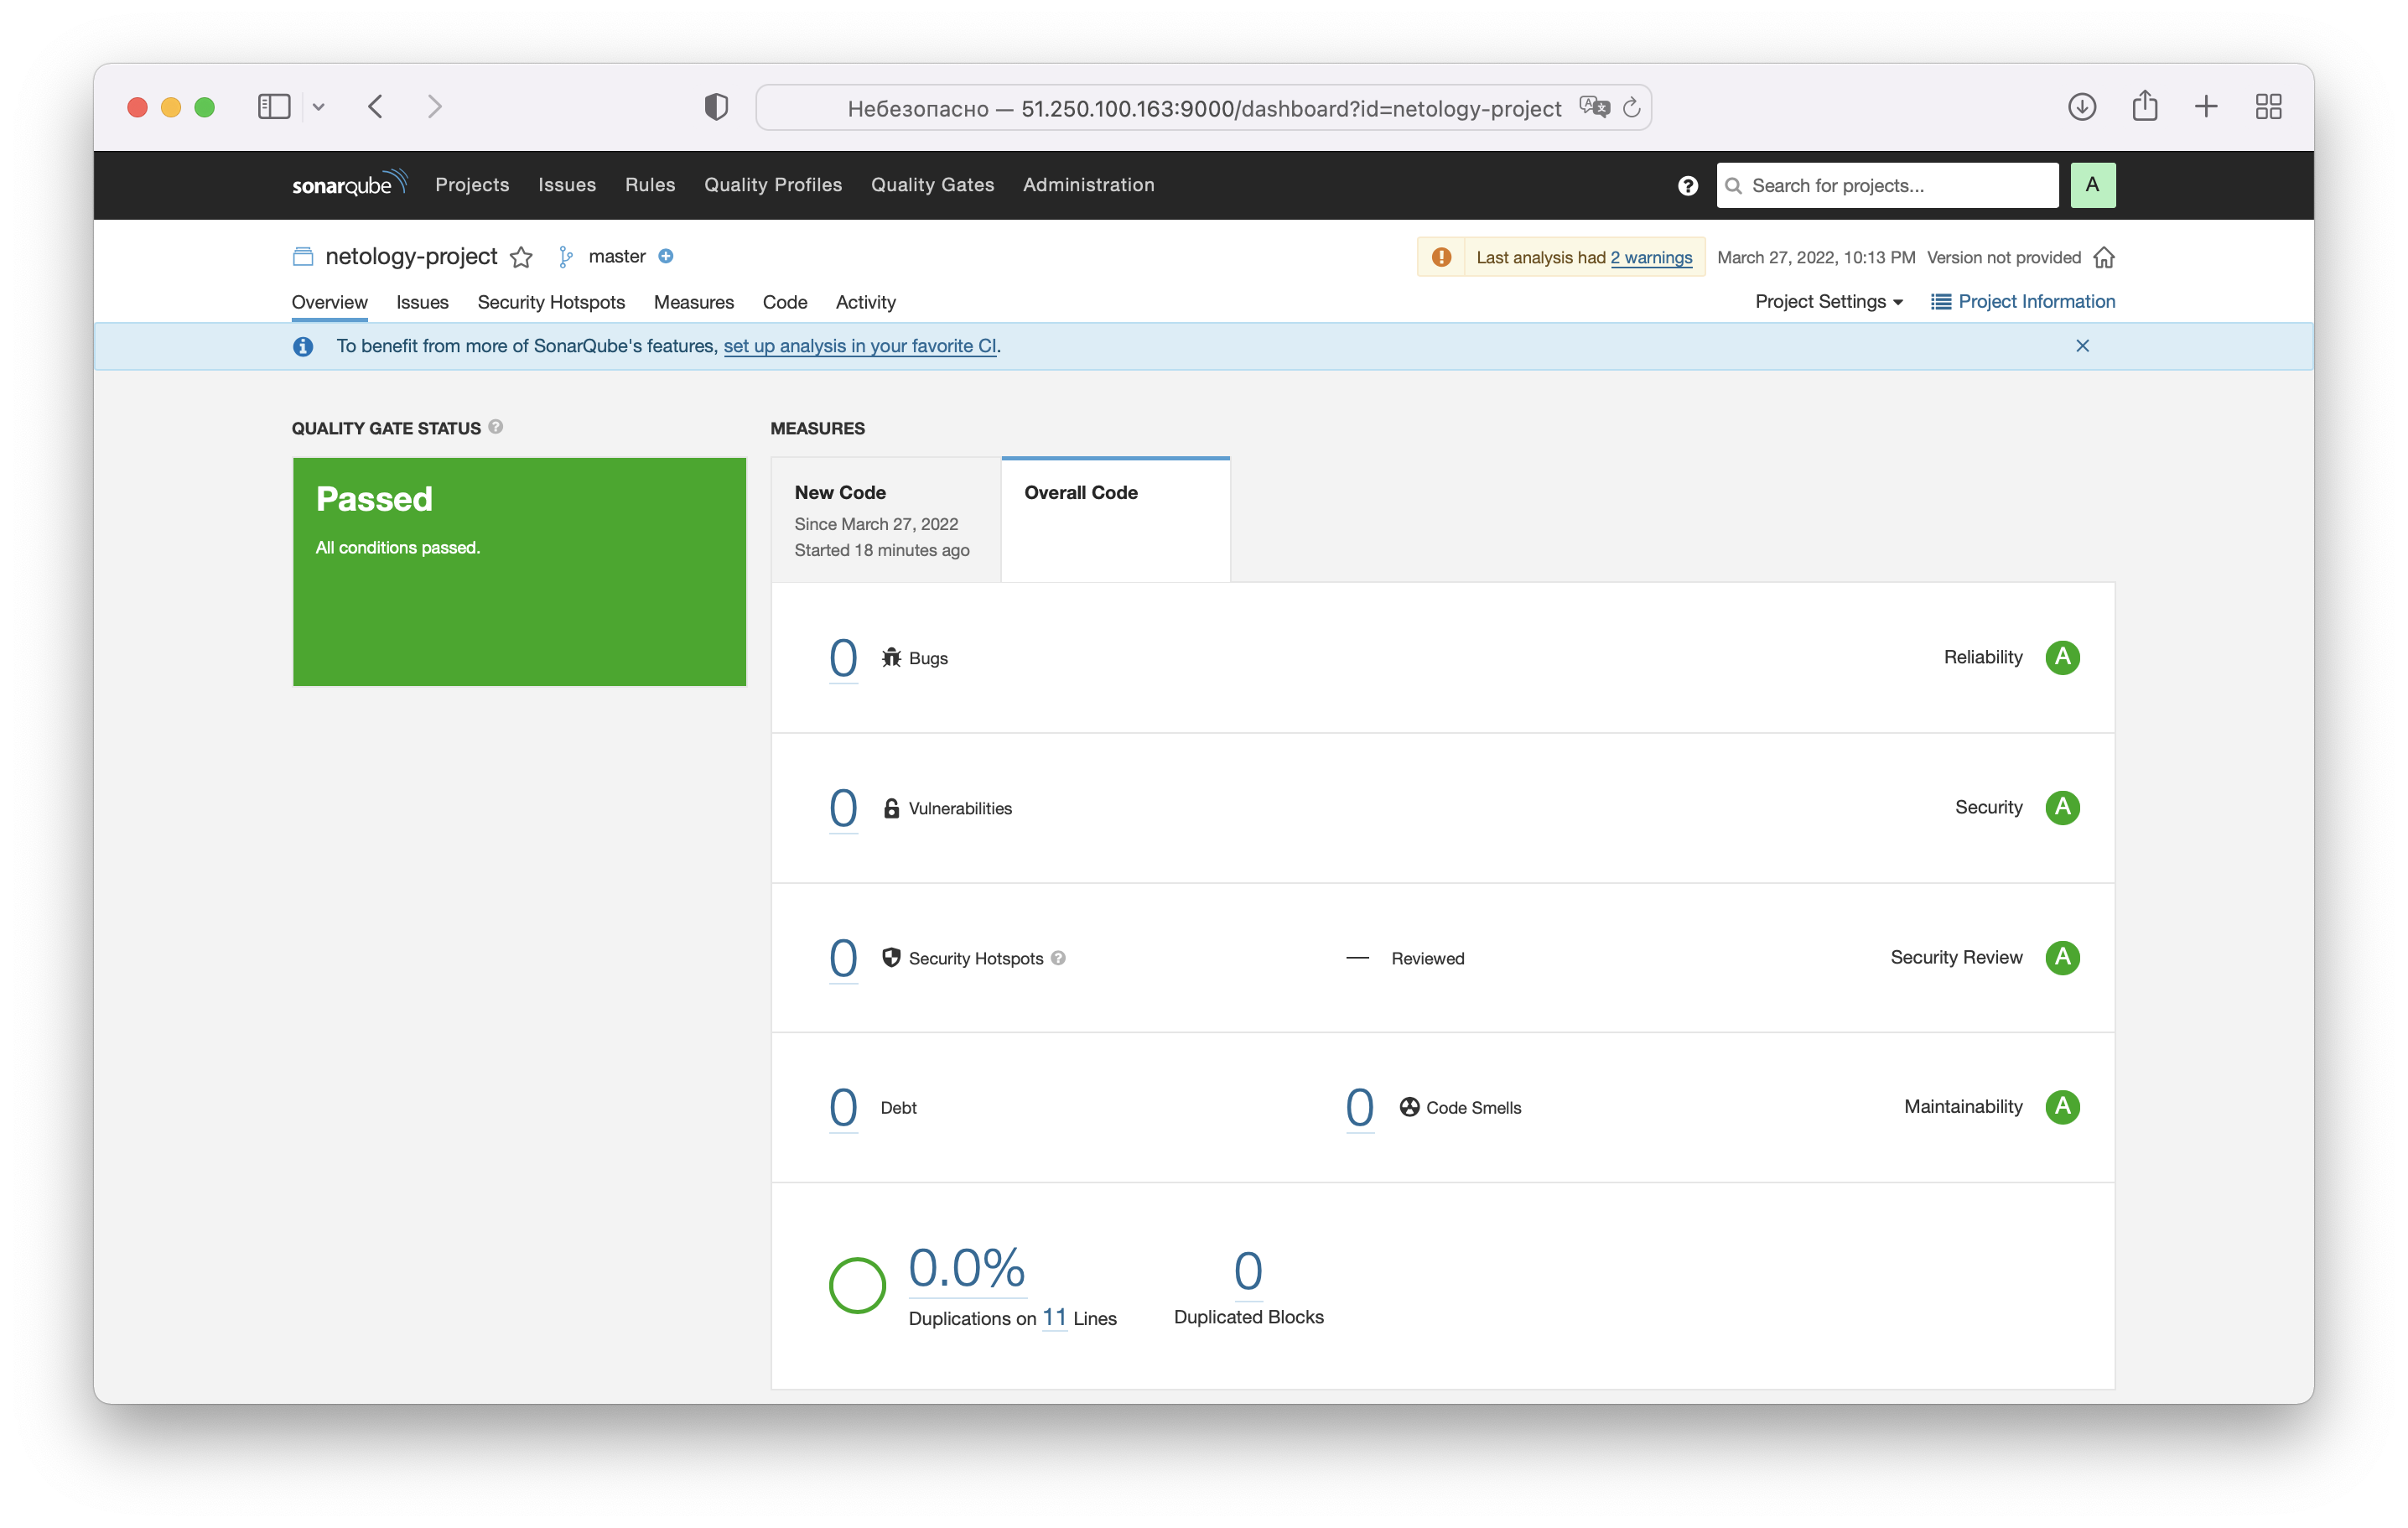 Небезопасно — 51.250.100.163:9000/dashboard?id=netology-project
sonarqube Projects Issues Rules Quality Profiles Quality Gates Administration Search for projects... A
netology-project master Last analysis had 2 warnings March 27, 2022, 10:13 PM Version not provided
Overview Issues Security Hotspots Measures Code Activity Project Settings Project Information
To benefit from more of SonarQube's features, set up analysis in your favorite CI.
QUALITY GATE STATUS
Passed
All conditions passed.
MEASURES
New Code
Since March 27, 2022
Started 18 minutes ago
Overall Code
0 Bugs Reliability A
0 Vulnerabilities Security A
0 Security Hotspots — Reviewed Security Review A
0 Debt 0 Code Smells Maintainability A
0.0%
Duplications on 11 Lines
0
Duplicated Blocks